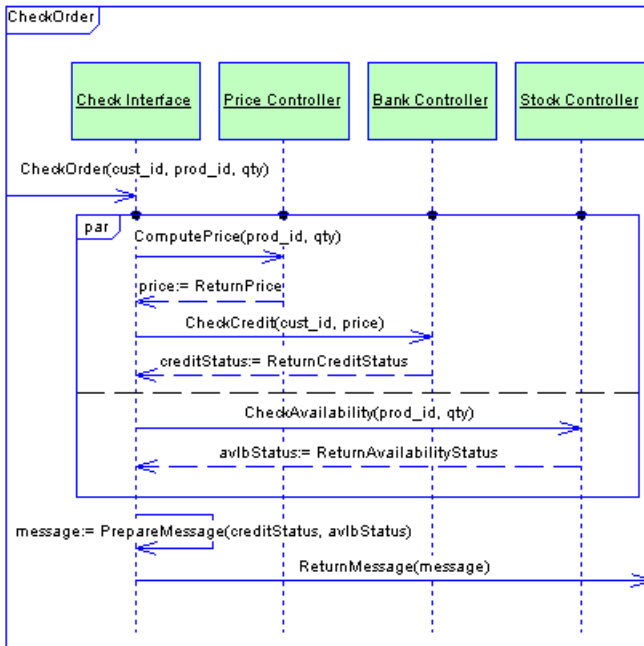 CheckOrder
Check Interface
Price Controller
Bank Controller
Stock Controller
CheckOrder(cust_id, prod_id, qty)
par
ComputePrice(prod_id, qty)
price:= ReturnPrice
CheckCredit(cust_id, price)
creditStatus:= ReturnCreditStatus
CheckAvailability(prod_id, qty)
avlbStatus:= ReturnAvailabilityStatus
message:= PrepareMessage(creditStatus, avlbStatus)
ReturnMessage(message)